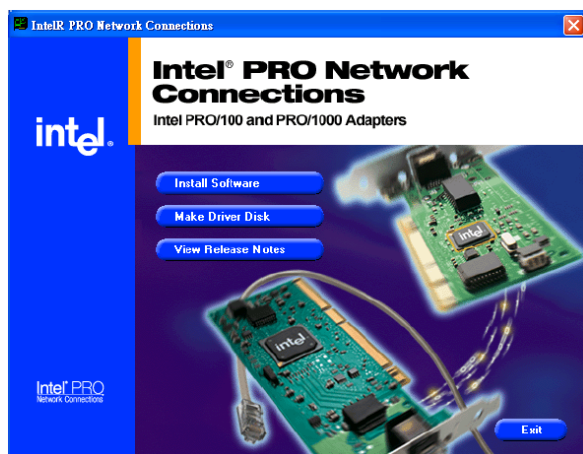 IntelR PRO Network Connections
Intel® PRO Network
Connections
Intel PRO/100 and PRO/1000 Adapters
intel.
Install Software
Make Driver Disk
View Release Notes
intel
intel
Intel® PRO
Network Connections
Exit